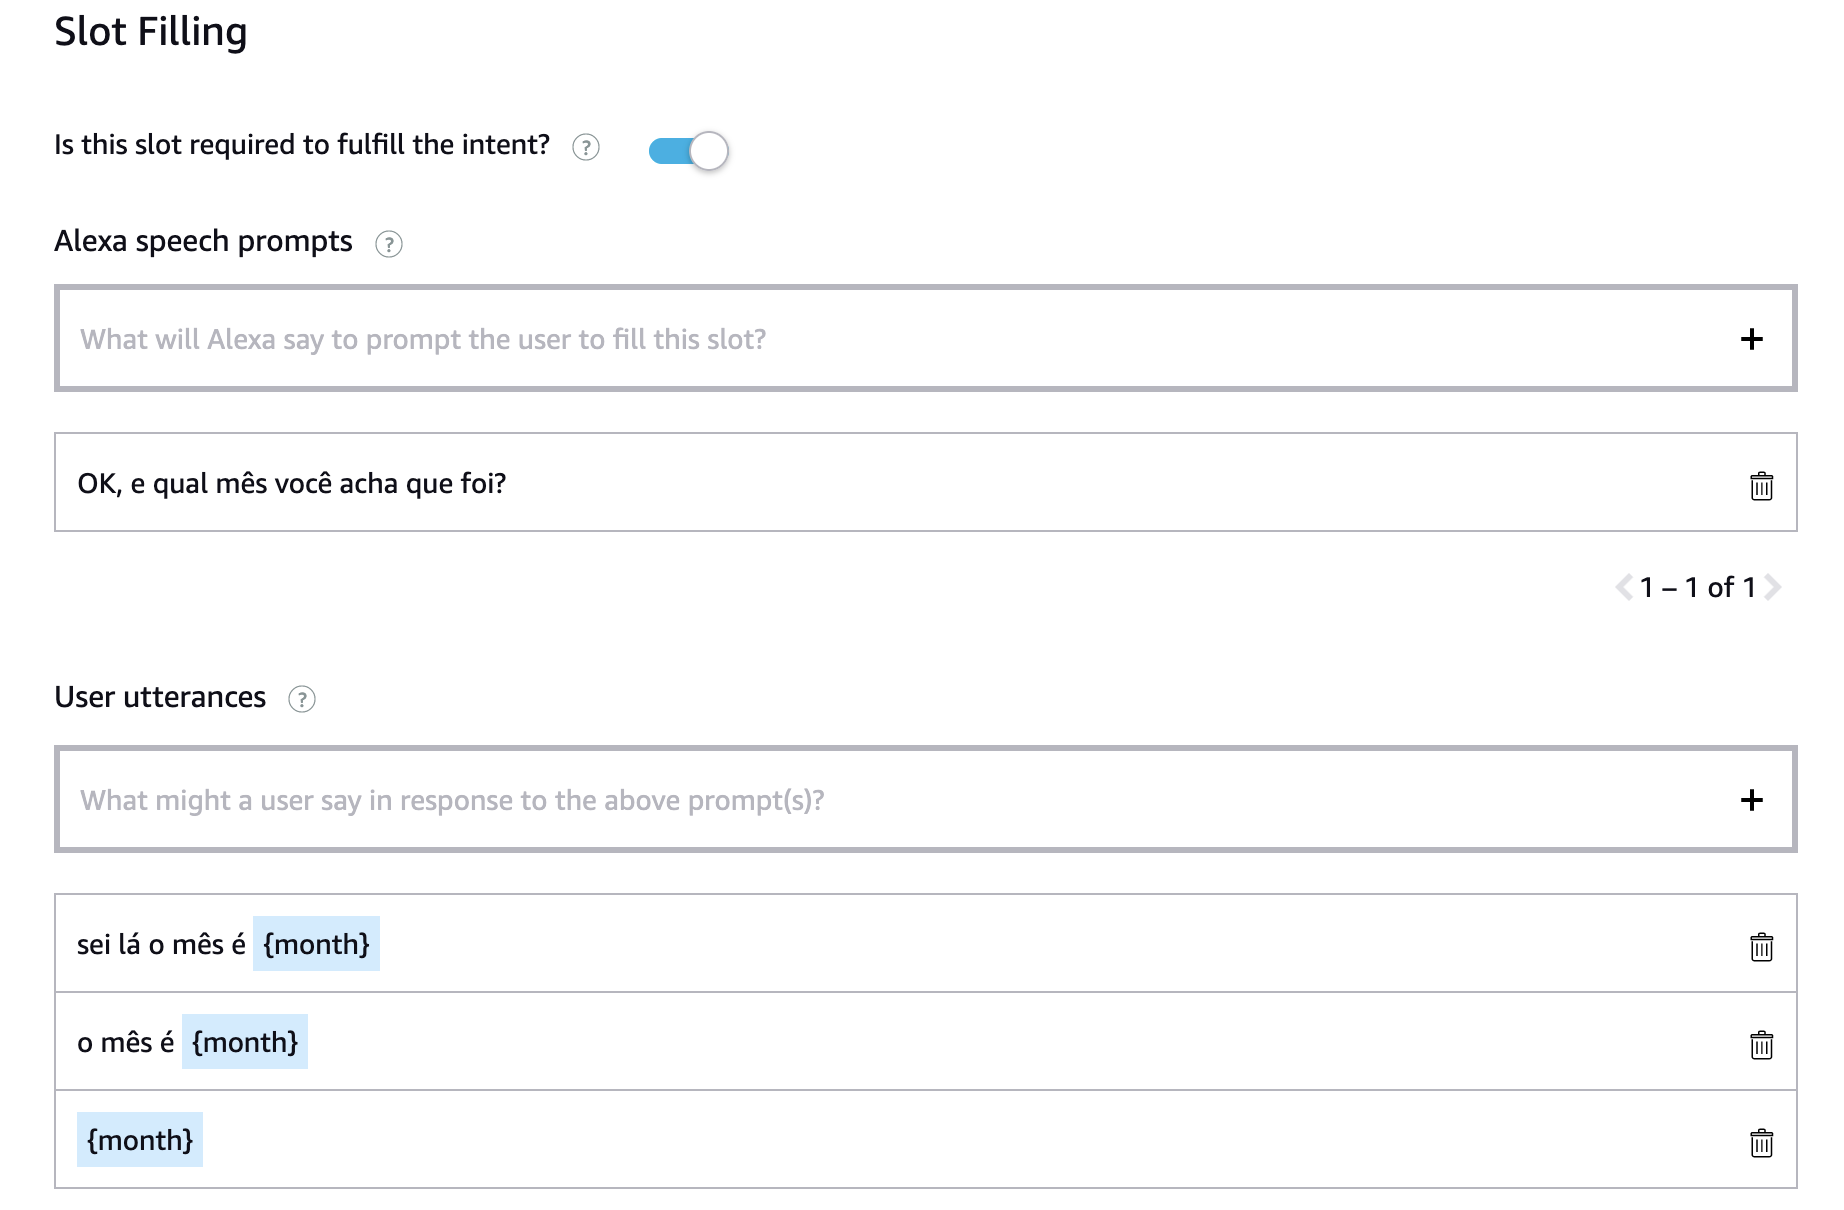 Slot Filling
Is this slot required to fulfill the intent? ?
Alexa speech prompts ?
What will Alexa say to prompt the user to fill this slot? +
OK, e qual mês você acha que foi?
1 – 1 of 1
User utterances ?
What might a user say in response to the above prompt(s)? +
sei lá o mês é {month}
o mês é {month}
{month}